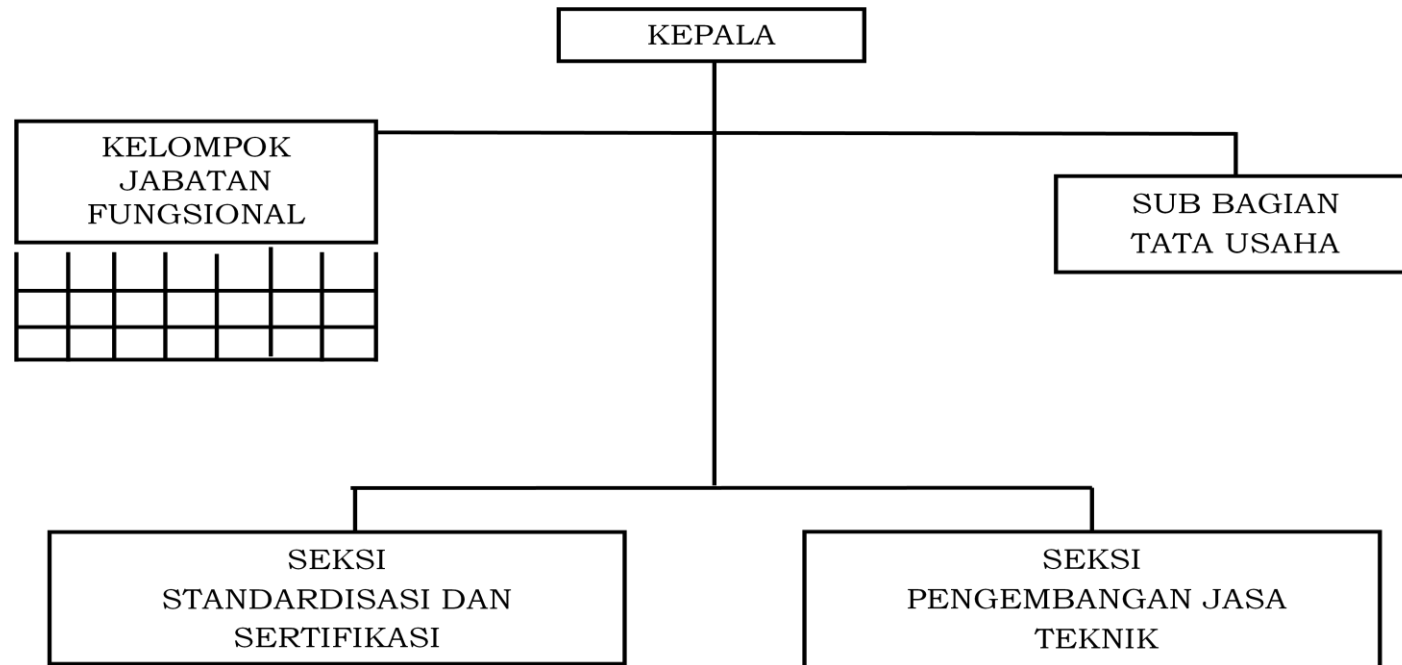 KEPALA
KELOMPOK
JABATAN
FUNGSIONAL
SUB BAGIAN
TATA USAHA
SEKSI
STANDARDISASI DAN
SERTIFIKASI
SEKSI
PENGEMBANGAN JASA
TEKNIK